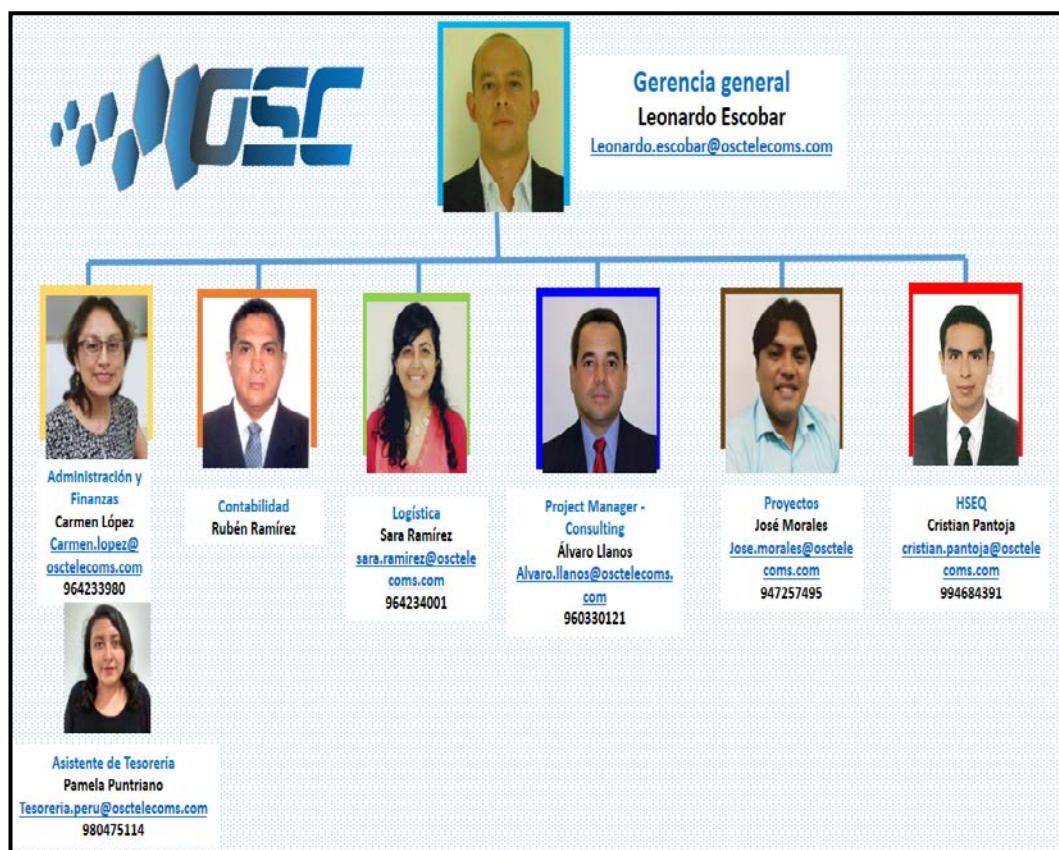 OSC
Gerencia general
Leonardo Escobar
Leonardo.escobar@osctelecoms.com
Administración y
Finanzas
Carmen López
Carmen.lopez@
osctelecoms.com
964233980
Contabilidad
Rubén Ramírez
Logística
Sara Ramírez
sara.ramirez@osctele
coms.com
964234001
Project Manager -
Consulting
Álvaro Llanos
Alvaro.llanos@osctelecoms.
com
960330121
Proyectos
José Morales
Jose.morales@osctele
coms.com
947257495
HSEQ
Cristian Pantoja
cristian.pantoja@osctele
coms.com
994684391
Asistente de Tesorería
Pamela Puntriano
Tesoreria.peru@osctelecoms.com
980475114